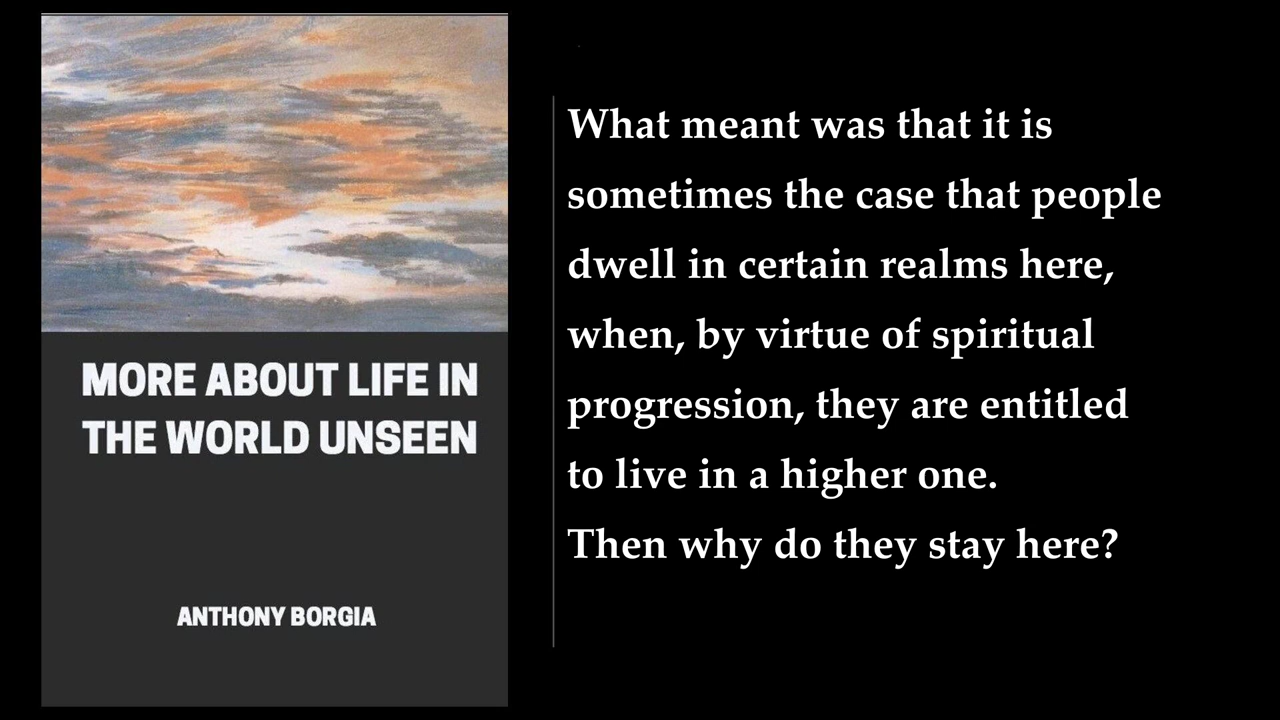 MORE ABOUT LIFE IN
THE WORLD UNSEEN
ANTHONY BORGIA
What meant was that it is
sometimes the case that people
dwell in certain realms here,
when, by virtue of spiritual
progression, they are entitled
to live in a higher one.
Then why do they stay here?